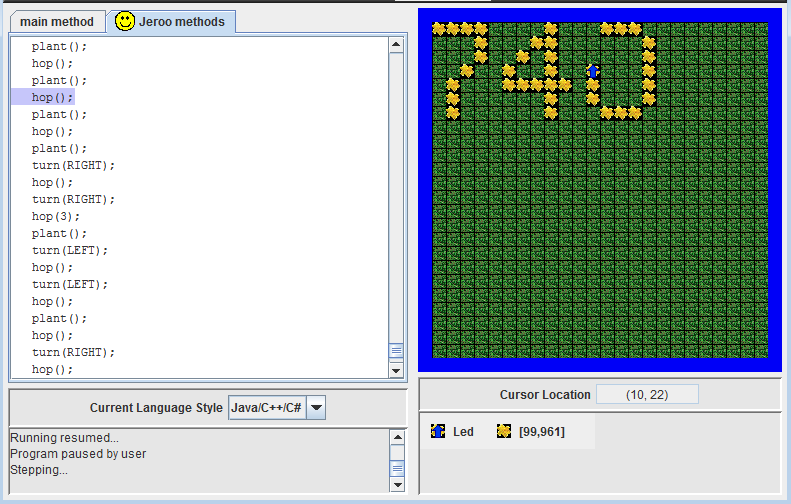 main method
Jeroo methods
plant();
hop();
plant();
hop();
plant();
hop();
plant();
turn(RIGHT);
hop();
turn(RIGHT);
hop(3);
plant();
turn(LEFT);
hop();
turn(LEFT);
hop();
plant();
hop();
turn(RIGHT);
hop();
Current Language Style Java/C++/C#
Running resumed...
Program paused by user
Stepping...
Cursor Location (10, 22)
Led [99,961]